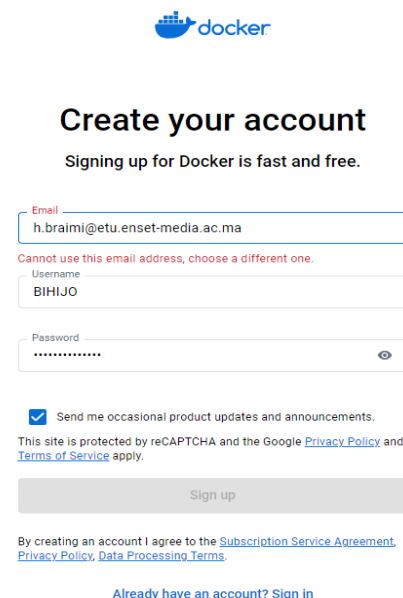 docker
Create your account
Signing up for Docker is fast and free.
Email
h.braimi@etu.enset-media.ac.ma
Cannot use this email address, choose a different one.
Username
BIHIJO
Password
••••••••••••••
Send me occasional product updates and announcements.
This site is protected by reCAPTCHA and the Google Privacy Policy and
Terms of Service apply.
Sign up
By creating an account I agree to the Subscription Service Agreement,
Privacy Policy, Data Processing Terms.
Already have an account? Sign in